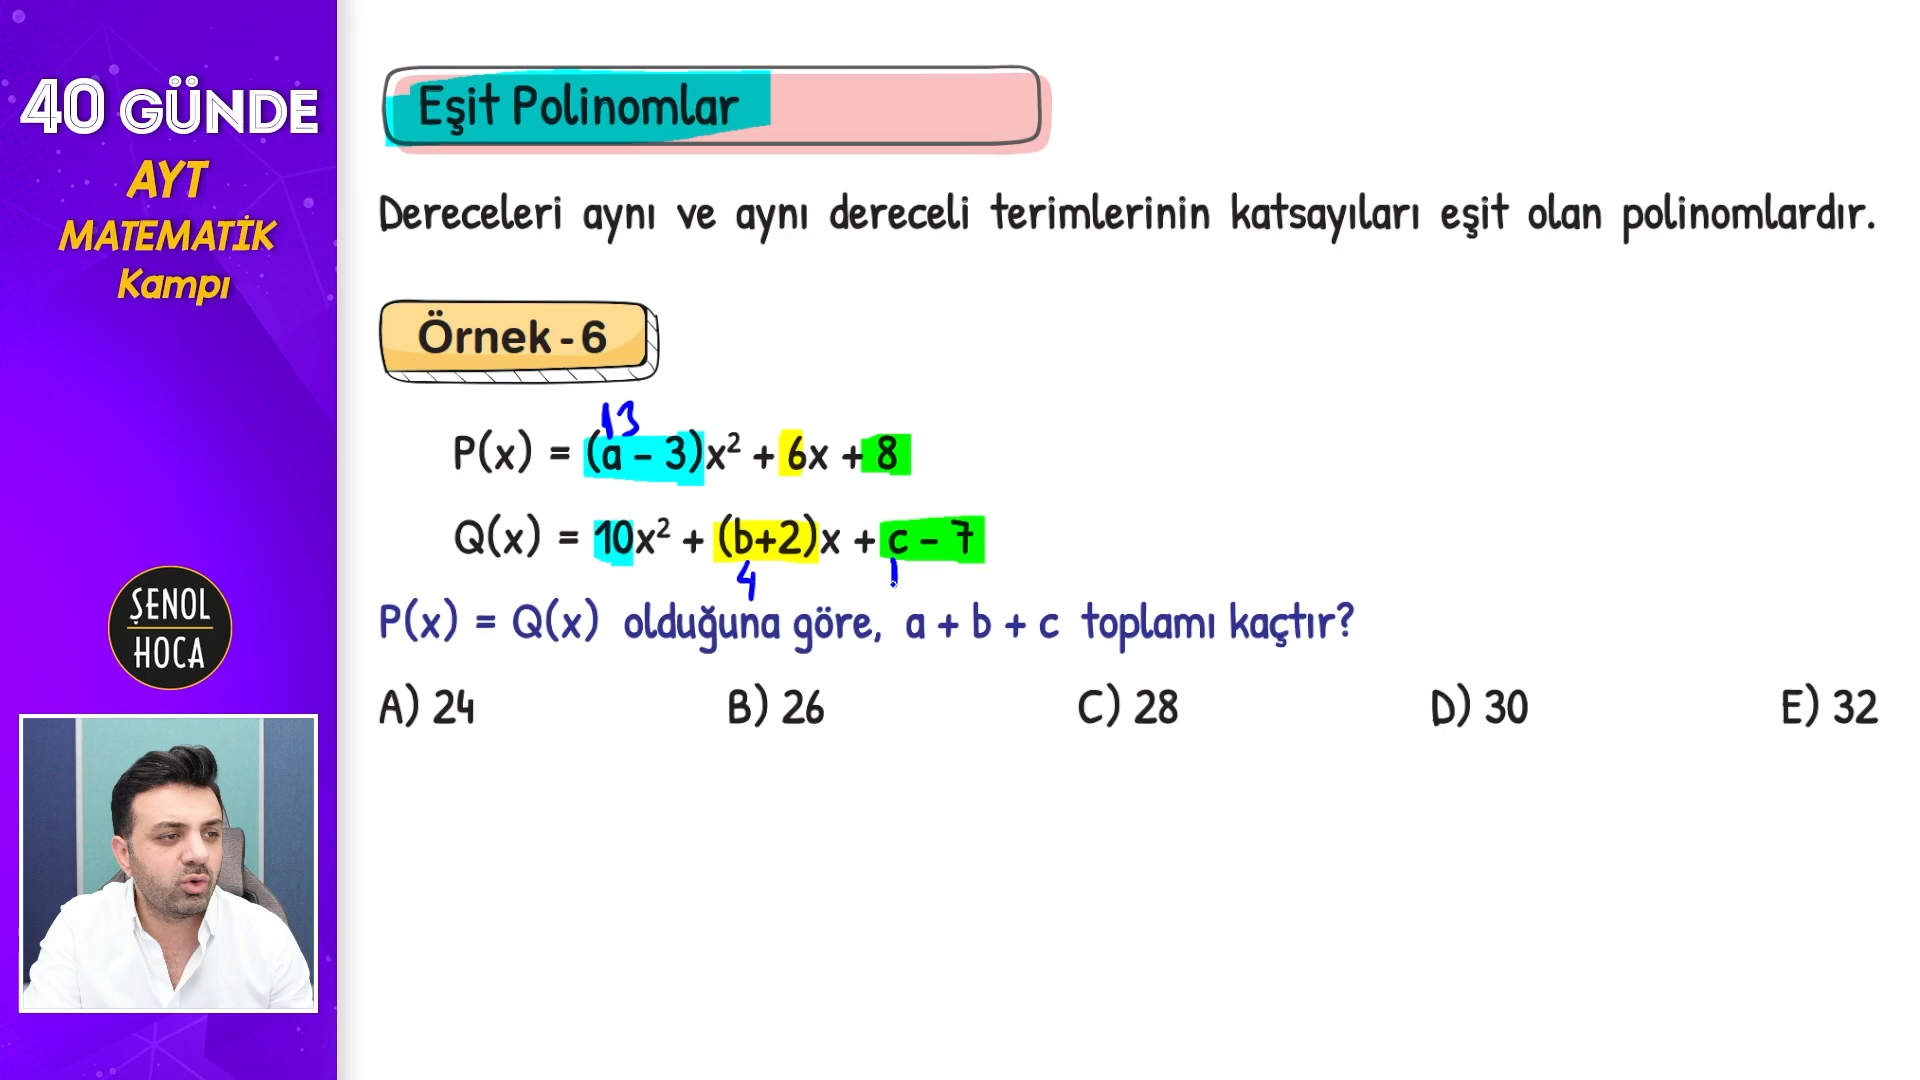 40 GÜNDE
AYT
MATEMATİK
Kampı
ŞENOL
HOCA
Eşit Polinomlar
Dereceleri aynı ve aynı dereceli terimlerinin katsayıları eşit olan polinomlardır.
Örnek - 6
13
P(x) = (a – 3)x² + 6x + 8
Q(x) = 10x² + (b+2)x + c – 7
4 1
P(x) = Q(x) olduğuna göre, a + b + c toplamı kaçtır?
A) 24 B) 26 C) 28 D) 30 E) 32